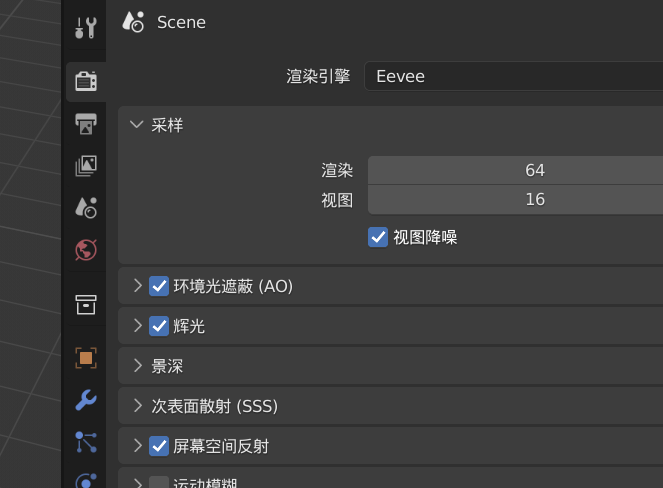 Scene
渲染引擎 Eevee
采样
渲染 64
视图 16
视图降噪
环境光遮蔽 (AO)
辉光
景深
次表面散射 (SSS)
屏幕空间反射
运动模糊